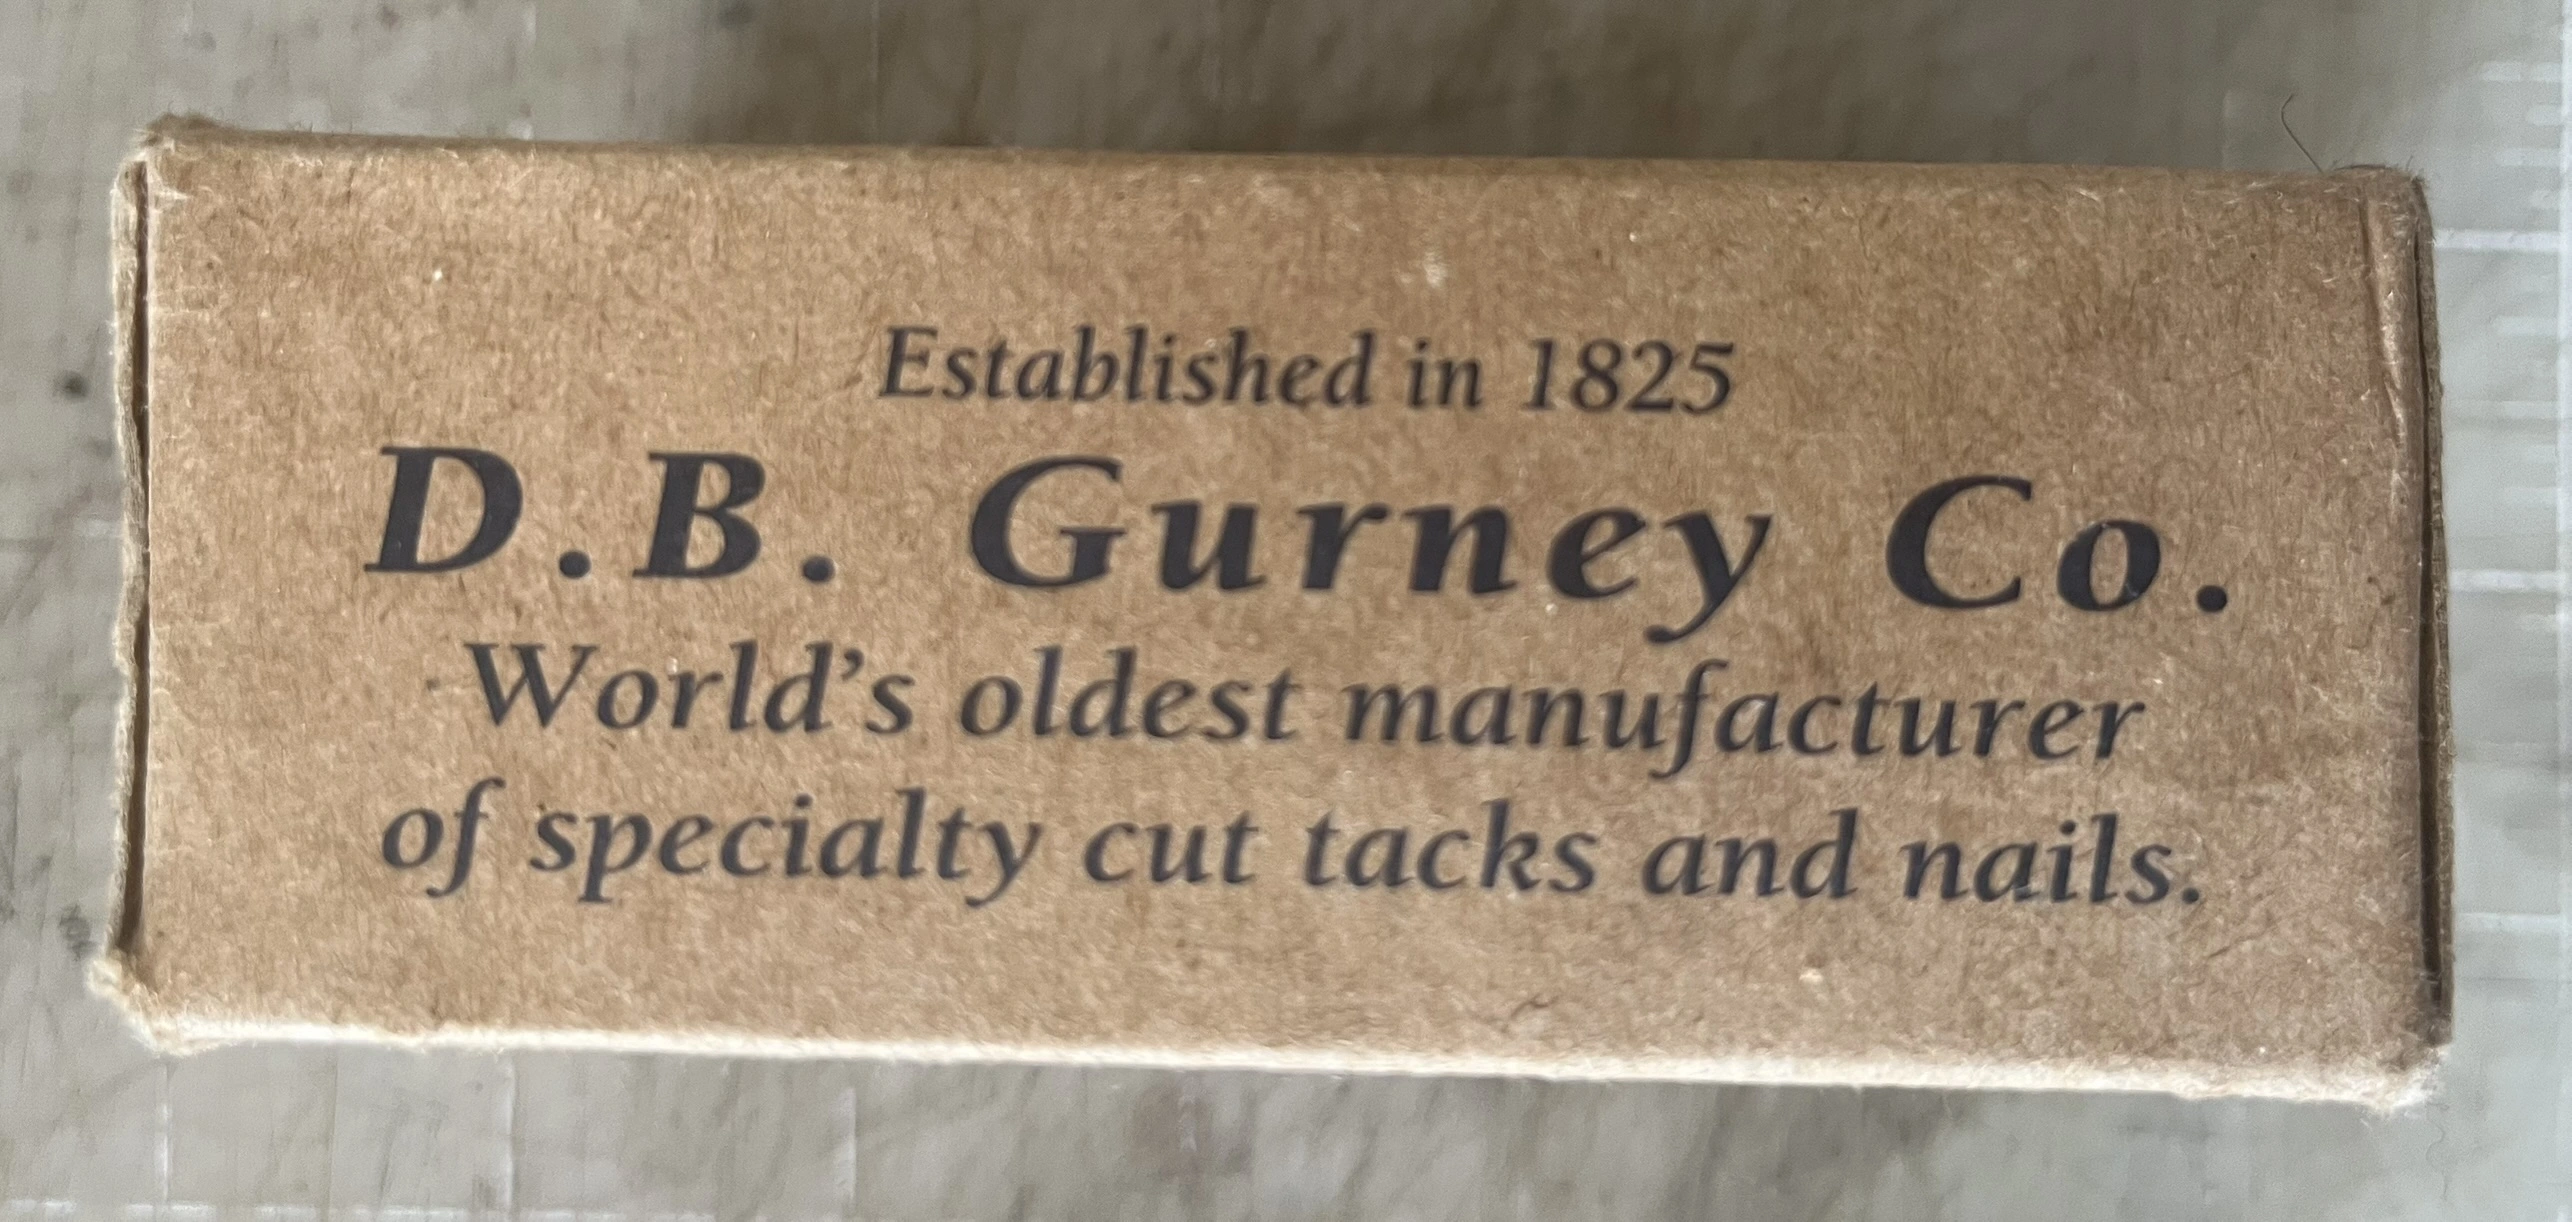 Established in 1825
D.B. Gurney Co.
World's oldest manufacturer
of specialty cut tacks and nails.